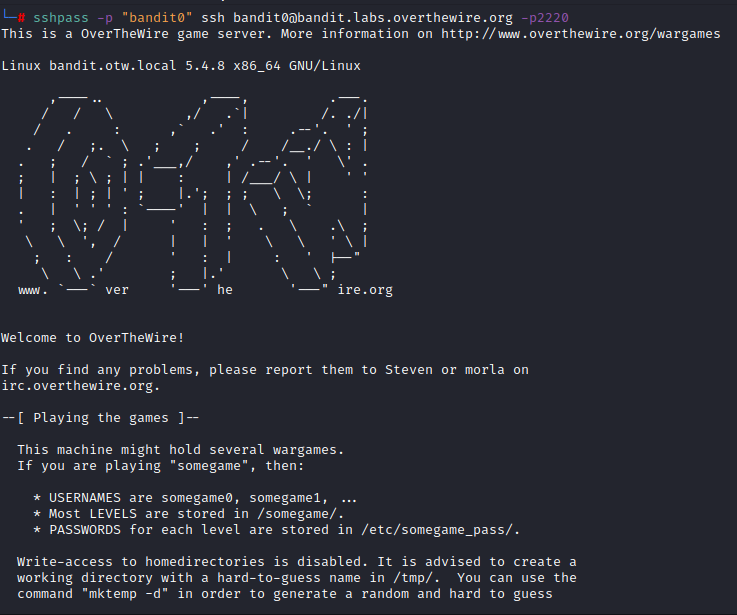 └─# sshpass -p "bandit0" ssh bandit0@bandit.labs.overthewire.org -p2220
This is a OverTheWire game server. More information on http://www.overthewire.org/wargames
Linux bandit.otw.local 5.4.8 x86_64 GNU/Linux
www. `---` ver '---' he '---" ire.org
Welcome to OverTheWire!
If you find any problems, please report them to Steven or morla on
irc.overthewire.org.
--[ Playing the games ]--
This machine might hold several wargames.
If you are playing "somegame", then:
* USERNAMES are somegame0, somegame1, ...
* Most LEVELS are stored in /somegame/.
* PASSWORDS for each level are stored in /etc/somegame_pass/.
Write-access to homedirectories is disabled. It is advised to create a
working directory with a hard-to-guess name in /tmp/. You can use the
command "mktemp -d" in order to generate a random and hard to guess